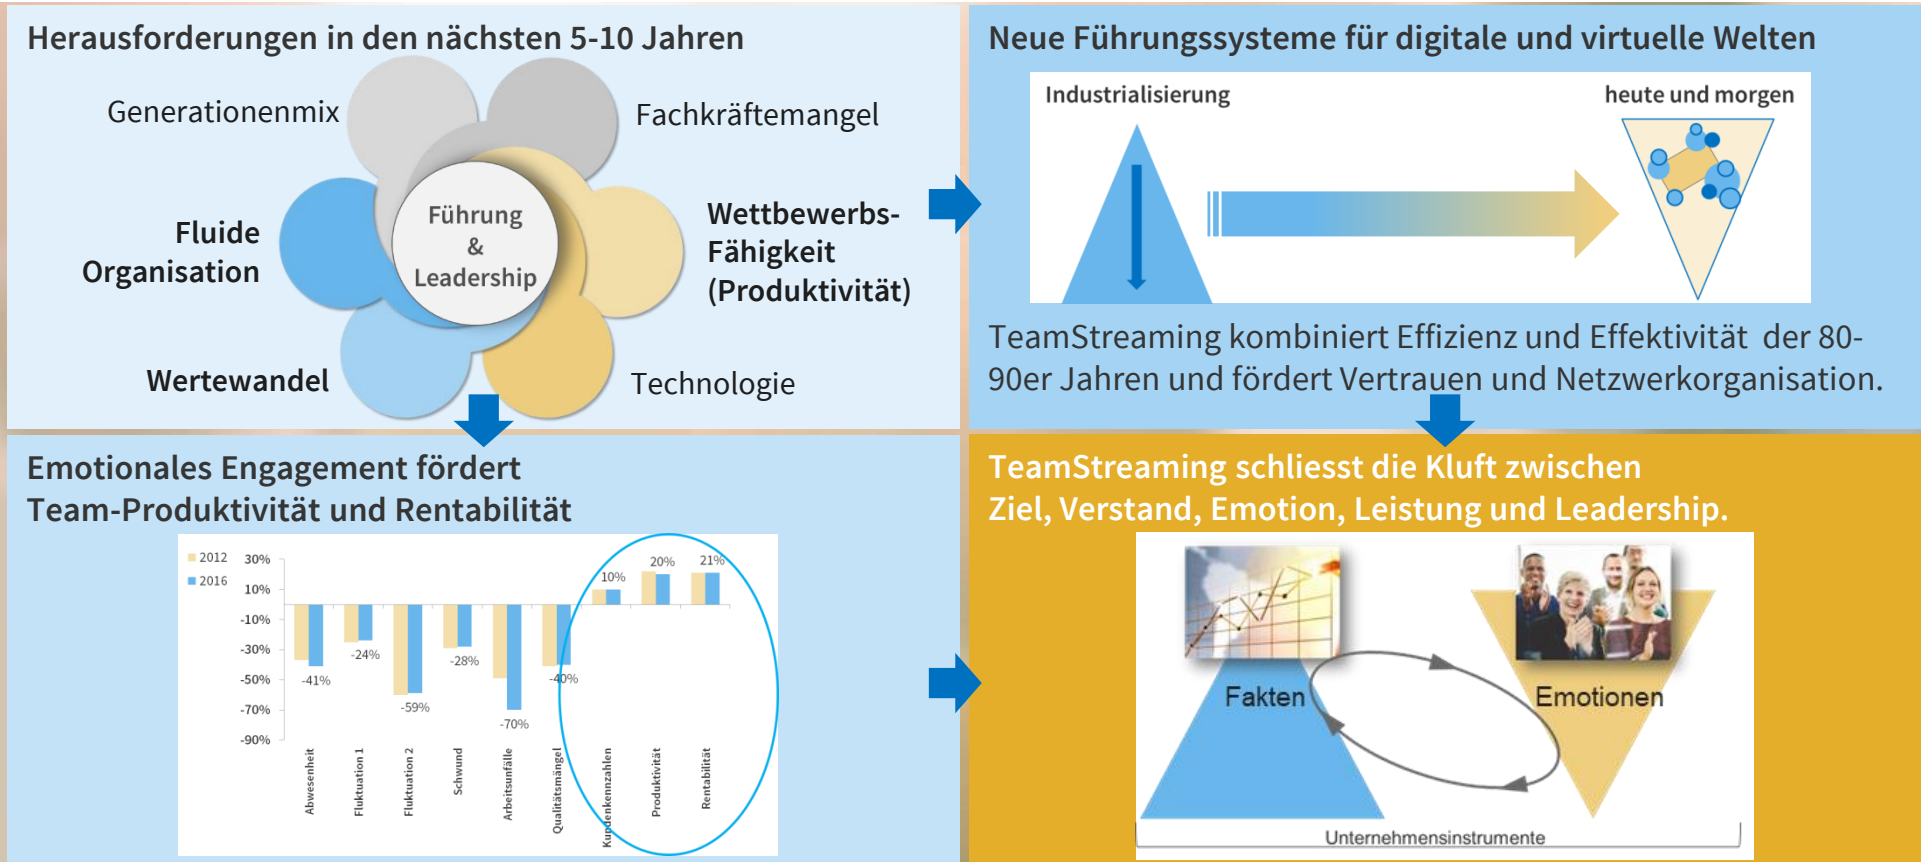 Herausforderungen in den nächsten 5-10 Jahren
Generationenmix
Fachkräftemangel
Fluide
Organisation
Führung
&
Leadership
Wettbewerbs-
Fähigkeit
(Produktivität)
Wertewandel
Technologie
Neue Führungssysteme für digitale und virtuelle Welten
Industrialisierung
heute und morgen
TeamStreaming kombiniert Effizienz und Effektivität der 80-
90er Jahren und fördert Vertrauen und Netzwerkorganisation.
Emotionales Engagement fördert
Team-Produktivität und Rentabilität
2012
2016
30%
10%
-10%
-30%
-50%
-70%
-90%
-41%
-24%
-59%
-28%
-70%
-40%
10%
20%
21%
Abwesenheit
Fluktuation 1
Fluktuation 2
Schwund
Arbeitsunfälle
Qualitätsmängel
Kundenkennzahlen
Produktivität
Rentabilität
TeamStreaming schliesst die Kluft zwischen
Ziel, Verstand, Emotion, Leistung und Leadership.
Fakten
Emotionen
Unternehmensinstrumente